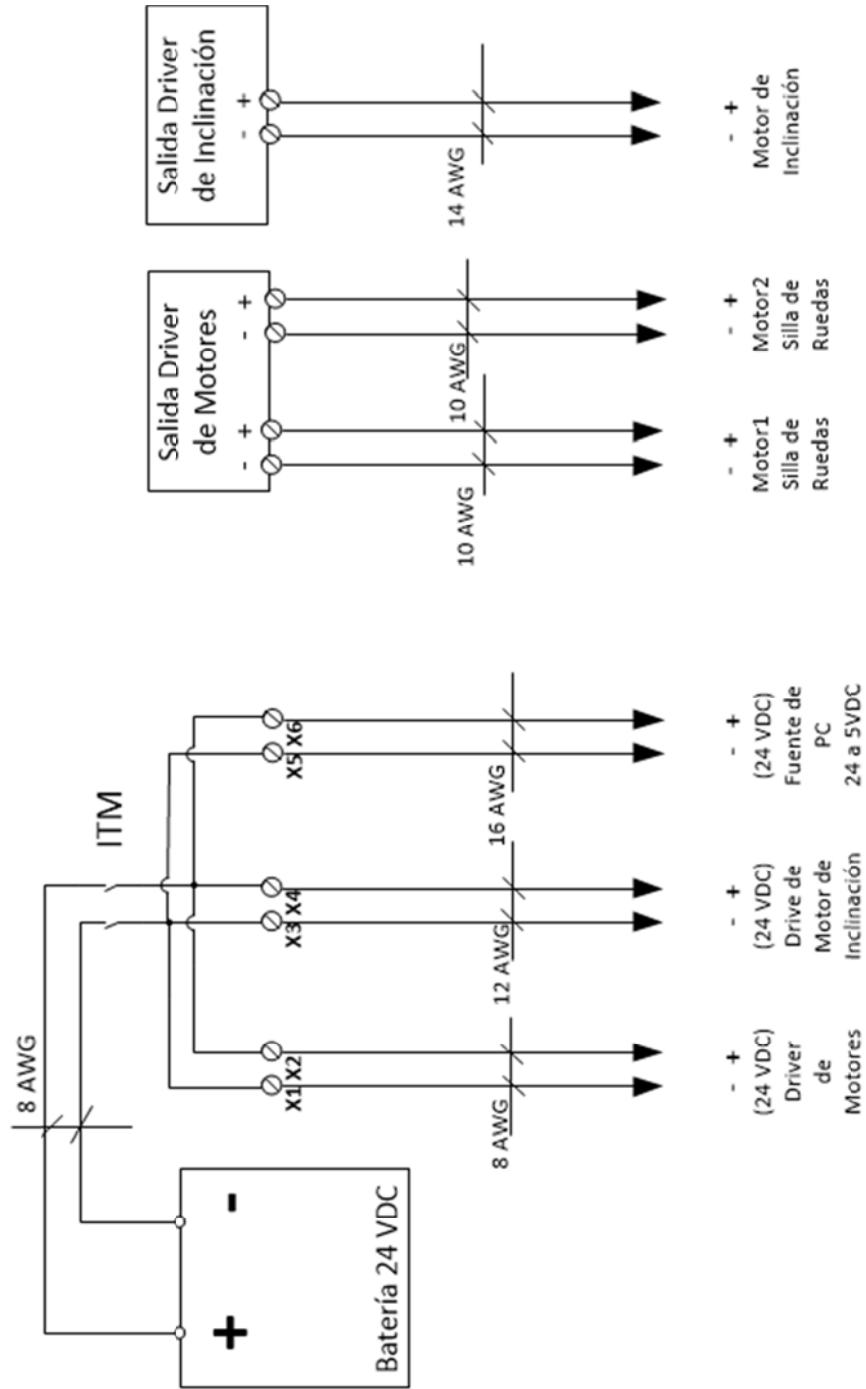 8 AWG
ITM
+ -
Batería 24 VDC
X1 X2
X3 X4
X5 X6
8 AWG
12 AWG
16 AWG
- +
(24 VDC)
Driver
de
Motores
- +
(24 VDC)
Drive de
Motor de
Inclinación
- +
(24 VDC)
Fuente de
PC
24 a 5VDC
Salida Driver
de Motores
- + - +
10 AWG
10 AWG
- +
Motor1
Silla de
Ruedas
- +
Motor2
Silla de
Ruedas
Salida Driver
de Inclinación
- +
14 AWG
- +
Motor de
Inclinación